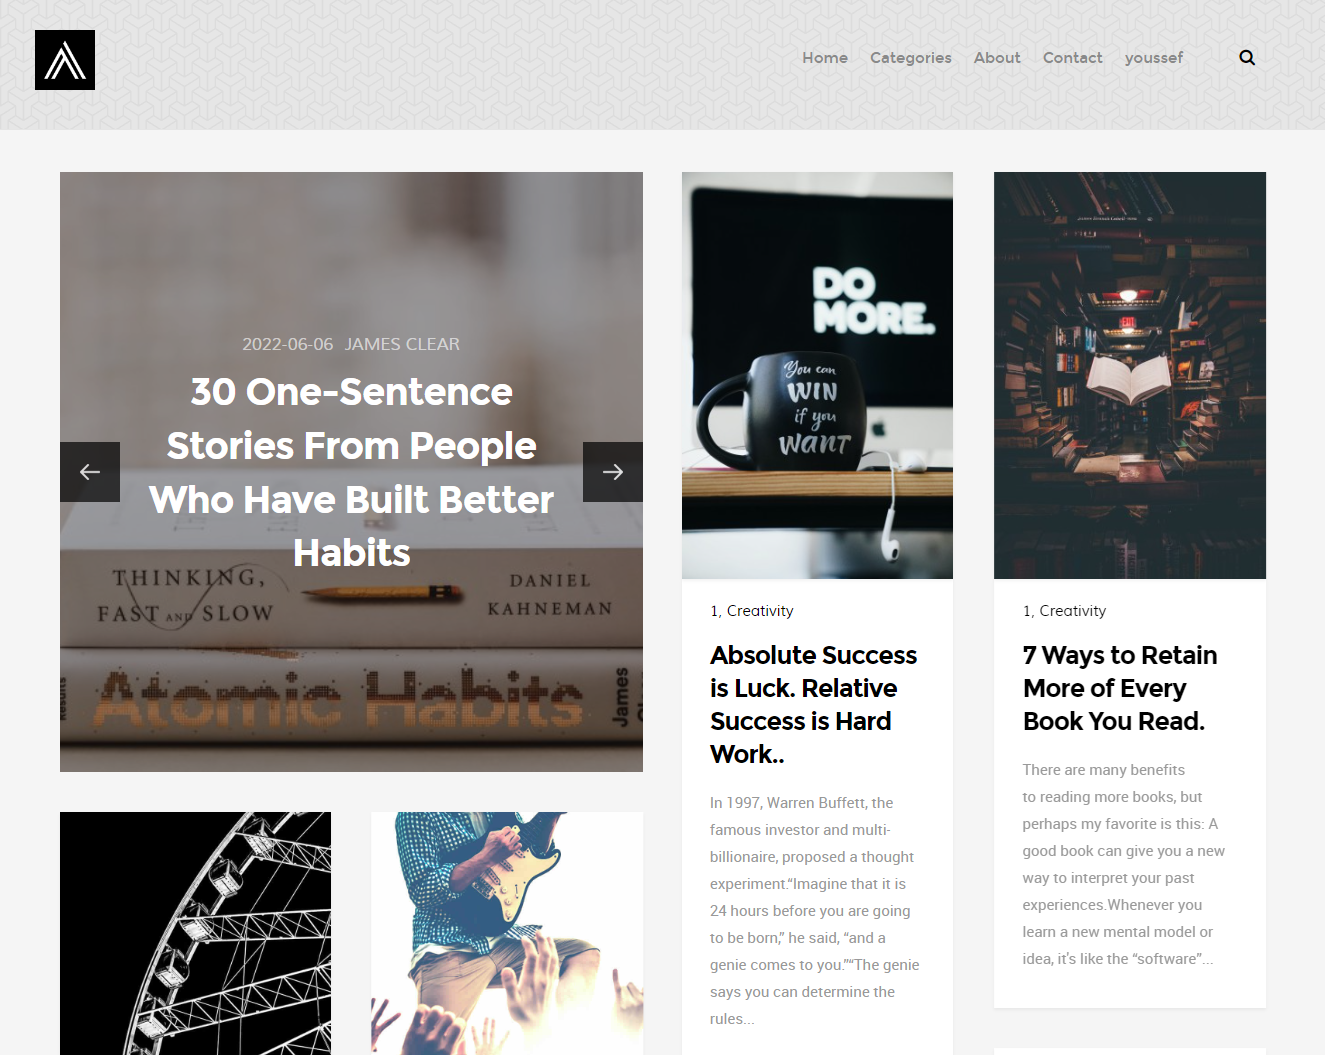 Home Categories About Contact youssef
2022-06-06 JAMES CLEAR
30 One-Sentence
Stories From People
Who Have Built Better
Habits
THINKING,
FAST AND SLOW
DANIEL
KAHNEMAN
Results
Atomic Habits
James
DO
MORE.
You can
WIN
if you
WANT
1, Creativity
Absolute Success
is Luck. Relative
Success is Hard
Work..
In 1997, Warren Buffett, the
famous investor and multi-
billionaire, proposed a thought
experiment.“Imagine that it is
24 hours before you are going
to be born,” he said, “and a
genie comes to you.”“The genie
says you can determine the
rules...
EXIT
1, Creativity
7 Ways to Retain
More of Every
Book You Read.
There are many benefits
to reading more books, but
perhaps my favorite is this: A
good book can give you a new
way to interpret your past
experiences.Whenever you
learn a new mental model or
idea, it’s like the “software”...